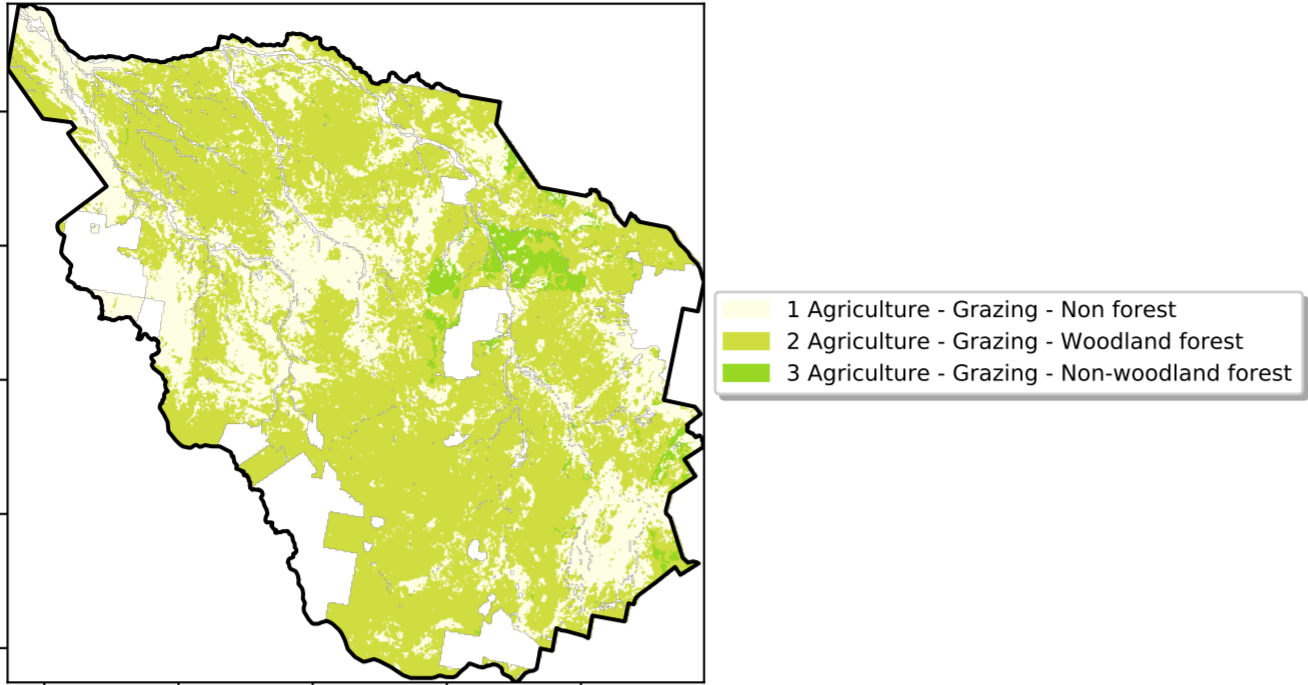 1 Agriculture - Grazing - Non forest
2 Agriculture - Grazing - Woodland forest
3 Agriculture - Grazing - Non-woodland forest